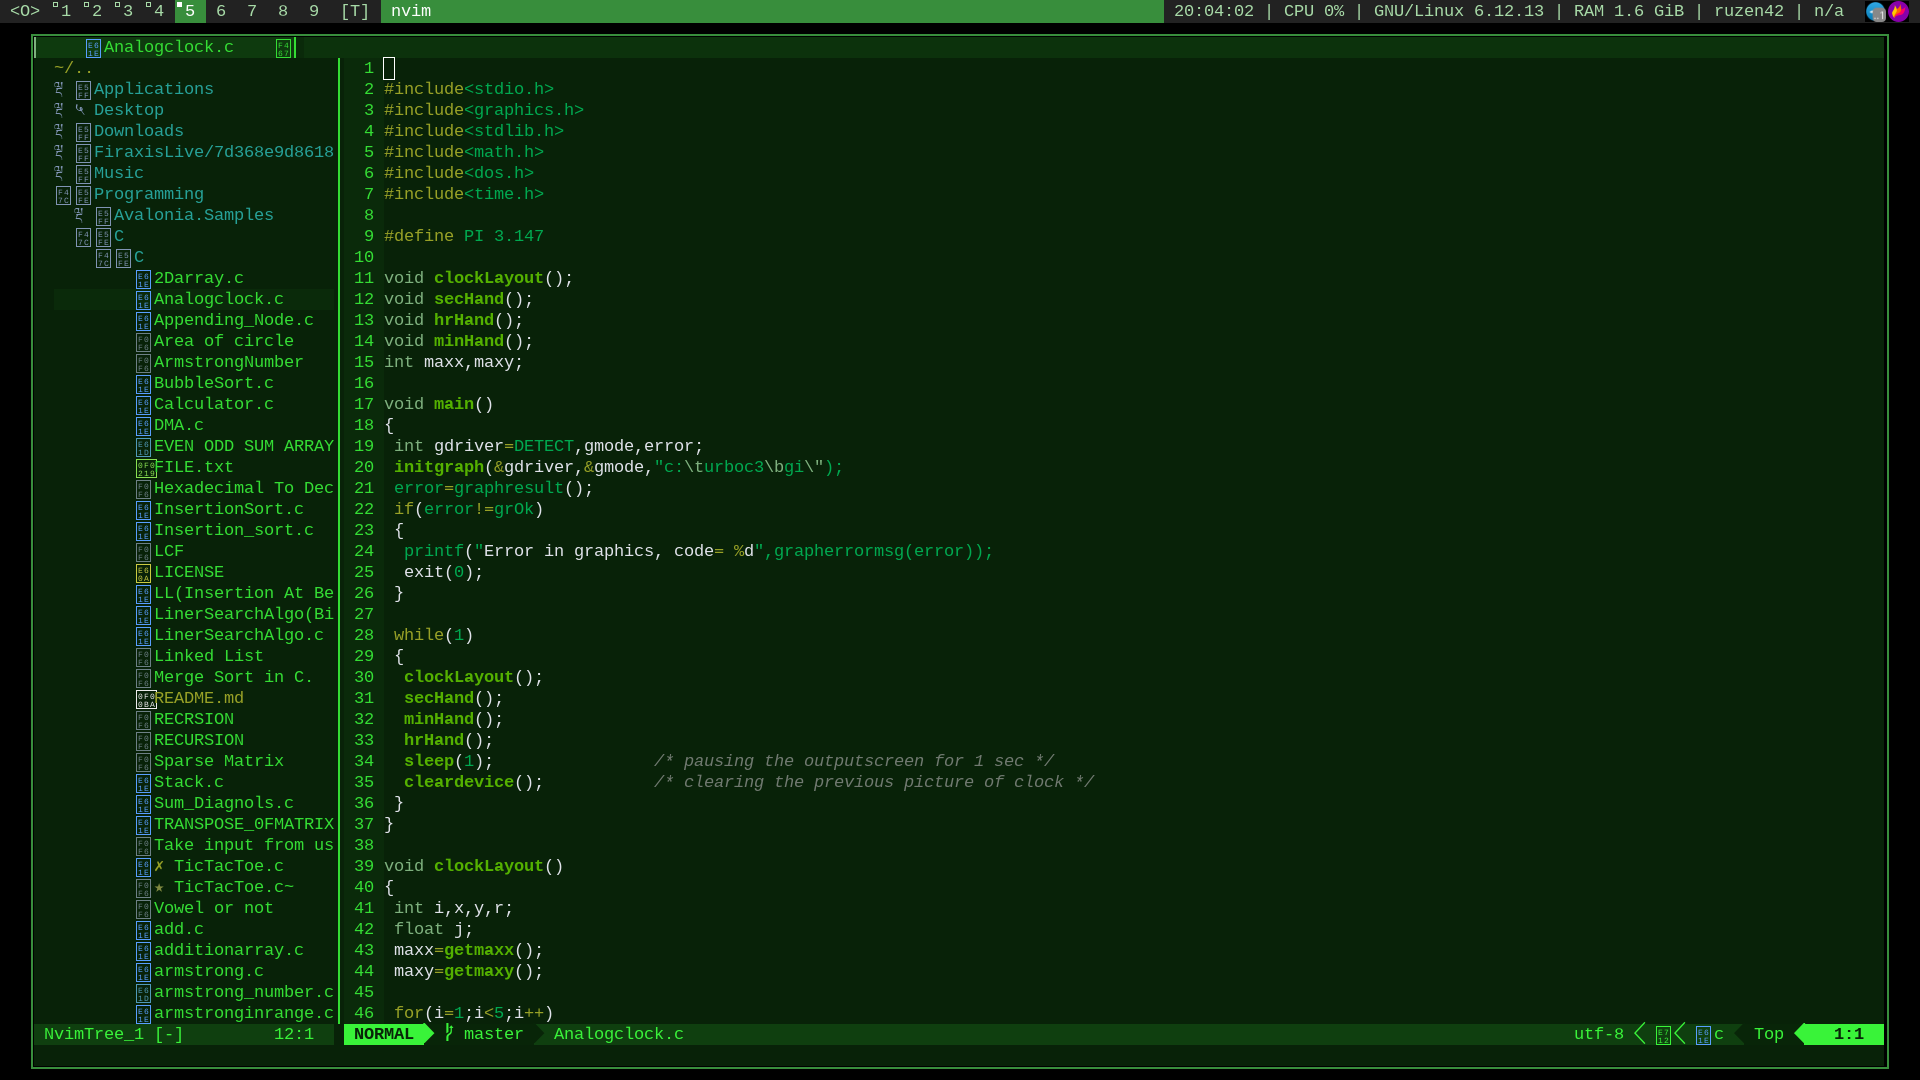 <O> 1 2 3 4 5 6 7 8 9 [T] nvim 20:04:02 | CPU 0% | GNU/Linux 6.12.13 | RAM 1.6 GiB | ruzen42 | n/a
Analogclock.c
~/..
Applications
Desktop
Downloads
FiraxisLive/7d368e9d8618
Music
Programming
Avalonia.Samples
C
C
2Darray.c
Analogclock.c
Appending_Node.c
Area of circle
ArmstrongNumber
BubbleSort.c
Calculator.c
DMA.c
EVEN ODD SUM ARRAY
FILE.txt
Hexadecimal To Dec
InsertionSort.c
Insertion_sort.c
LCF
LICENSE
LL(Insertion At Be
LinerSearchAlgo(Bi
LinerSearchAlgo.c
Linked List
Merge Sort in C.
README.md
RECRSION
RECURSION
Sparse Matrix
Stack.c
Sum_Diagnols.c
TRANSPOSE_0FMATRIX
Take input from us
✗ TicTacToe.c
★ TicTacToe.c~
Vowel or not
add.c
additionarray.c
armstrong.c
armstrong_number.c
armstronginrange.c
1
2 #include<stdio.h>
3 #include<graphics.h>
4 #include<stdlib.h>
5 #include<math.h>
6 #include<dos.h>
7 #include<time.h>
8
9 #define PI 3.147
10
11 void clockLayout();
12 void secHand();
13 void hrHand();
14 void minHand();
15 int maxx,maxy;
16
17 void main()
18 {
19 int gdriver=DETECT,gmode,error;
20 initgraph(&gdriver,&gmode,"c:\turboc3\bgi\");
21 error=graphresult();
22 if(error!=grOk)
23 {
24 printf("Error in graphics, code= %d",grapherrormsg(error));
25 exit(0);
26 }
27
28 while(1)
29 {
30 clockLayout();
31 secHand();
32 minHand();
33 hrHand();
34 sleep(1); /* pausing the outputscreen for 1 sec */
35 cleardevice(); /* clearing the previous picture of clock */
36 }
37 }
38
39 void clockLayout()
40 {
41 int i,x,y,r;
42 float j;
43 maxx=getmaxx();
44 maxy=getmaxy();
45
46 for(i=1;i<5;i++)
NvimTree_1 [-] 12:1 NORMAL master Analogclock.c utf-8 c Top 1:1